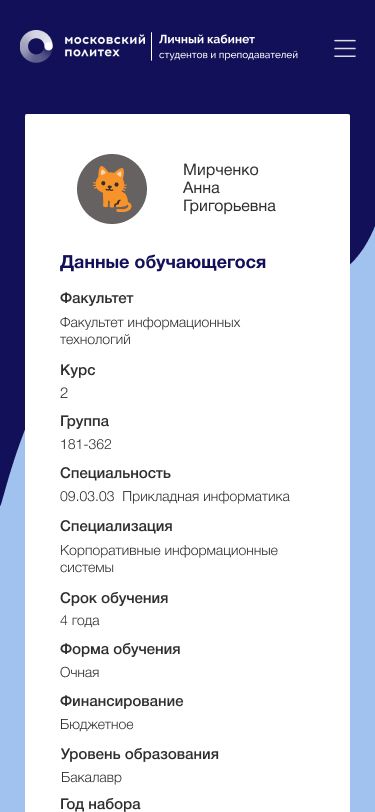 московский
политех
Личный кабинет
студентов и преподавателей
Мирченко
Анна
Григорьевна
Данные обучающегося
Факультет
Факультет информационных
технологий
Курс
2
Группа
181-362
Специальность
09.03.03 Прикладная информатика
Специализация
Корпоративные информационные
системы
Срок обучения
4 года
Форма обучения
Очная
Финансирование
Бюджетное
Уровень образования
Бакалавр
Год набора